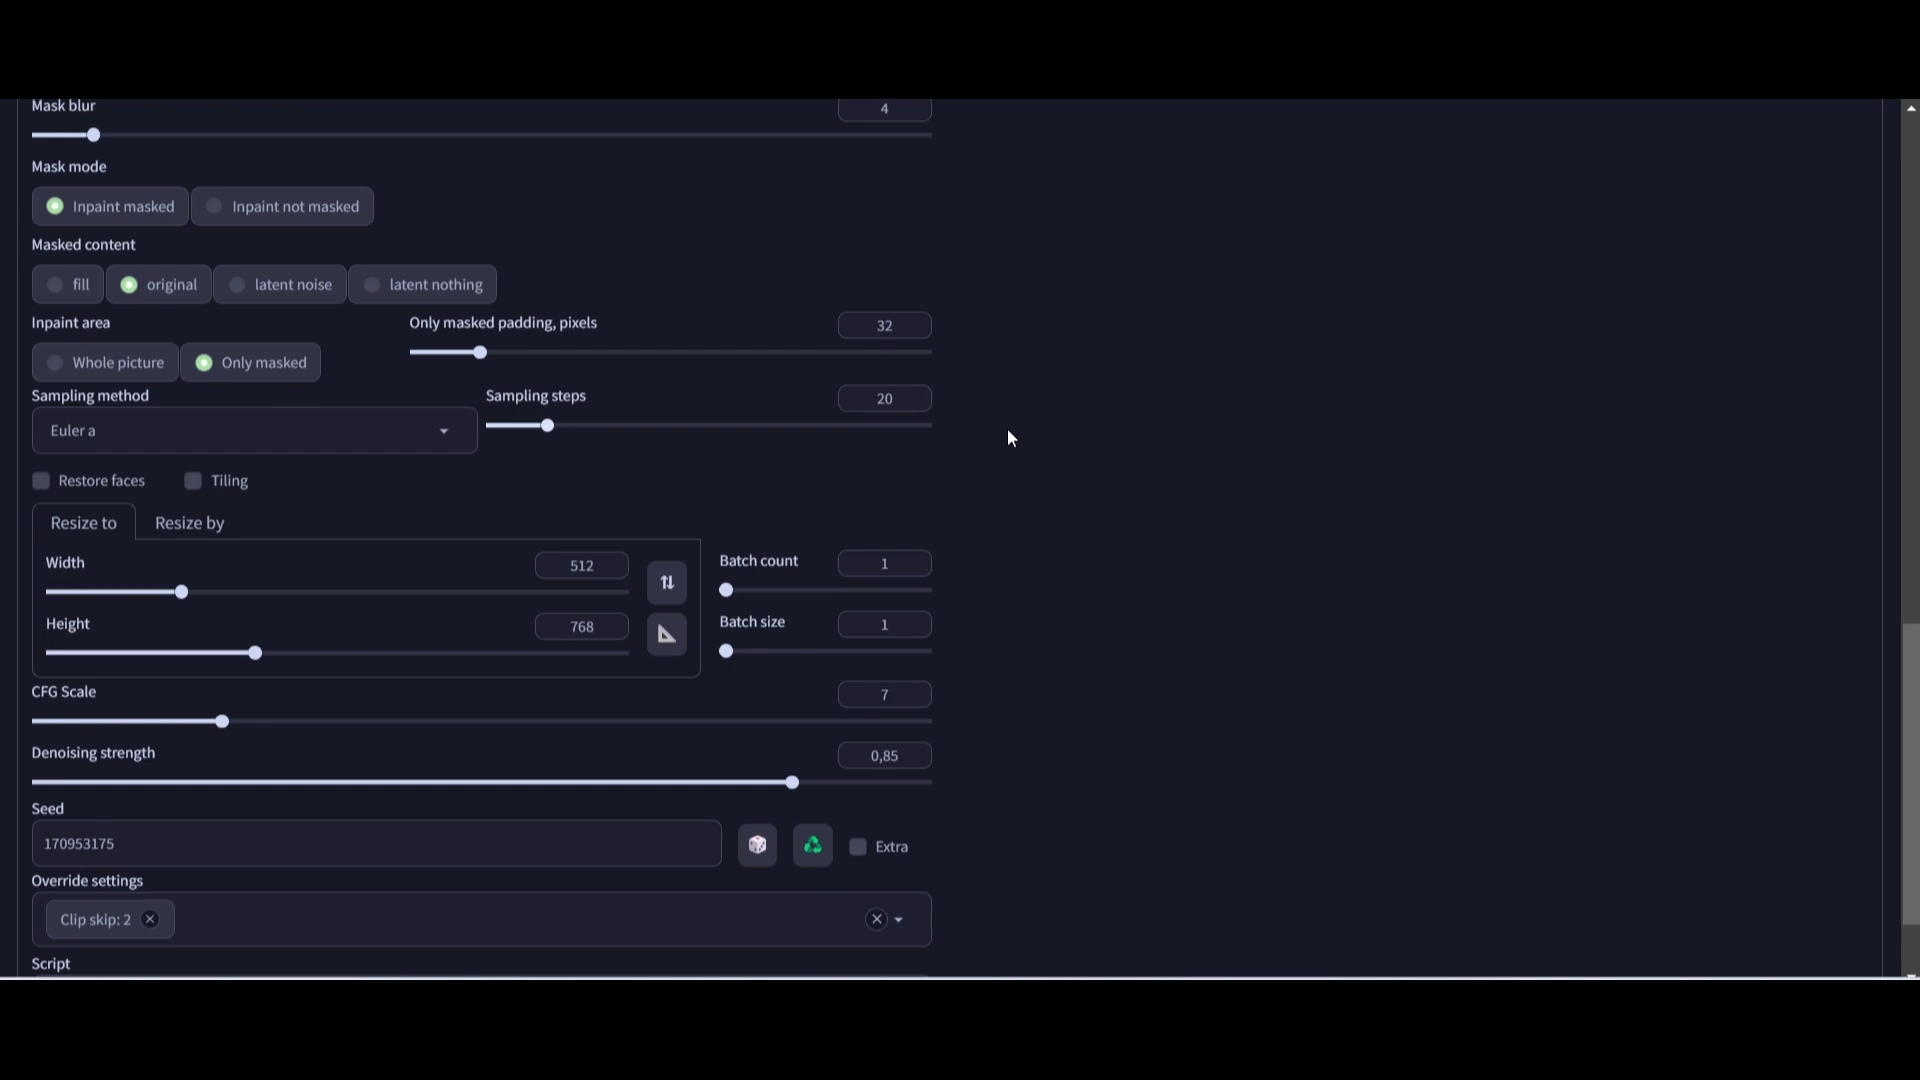 Mask blur
4
Mask mode
Inpaint masked Inpaint not masked
Masked content
fill original latent noise latent nothing
Inpaint area Only masked padding, pixels 32
Whole picture Only masked
Sampling method Sampling steps 20
Euler a
Restore faces Tiling
Resize to Resize by
Width 512 Batch count 1
Height 768 Batch size 1
CFG Scale 7
Denoising strength 0,85
Seed
170953175 Extra
Override settings
Clip skip: 2
Script